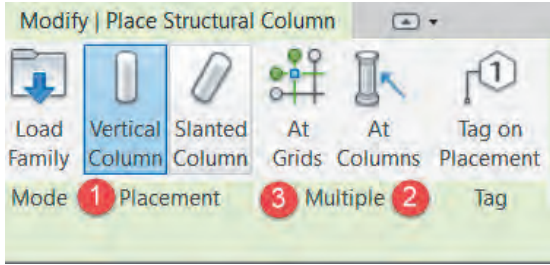 Modify | Place Structural Column
1
Load Vertical Slanted At At Tag on
Family Column Column Grids Columns Placement
Mode 1 Placement 3 Multiple 2 Tag